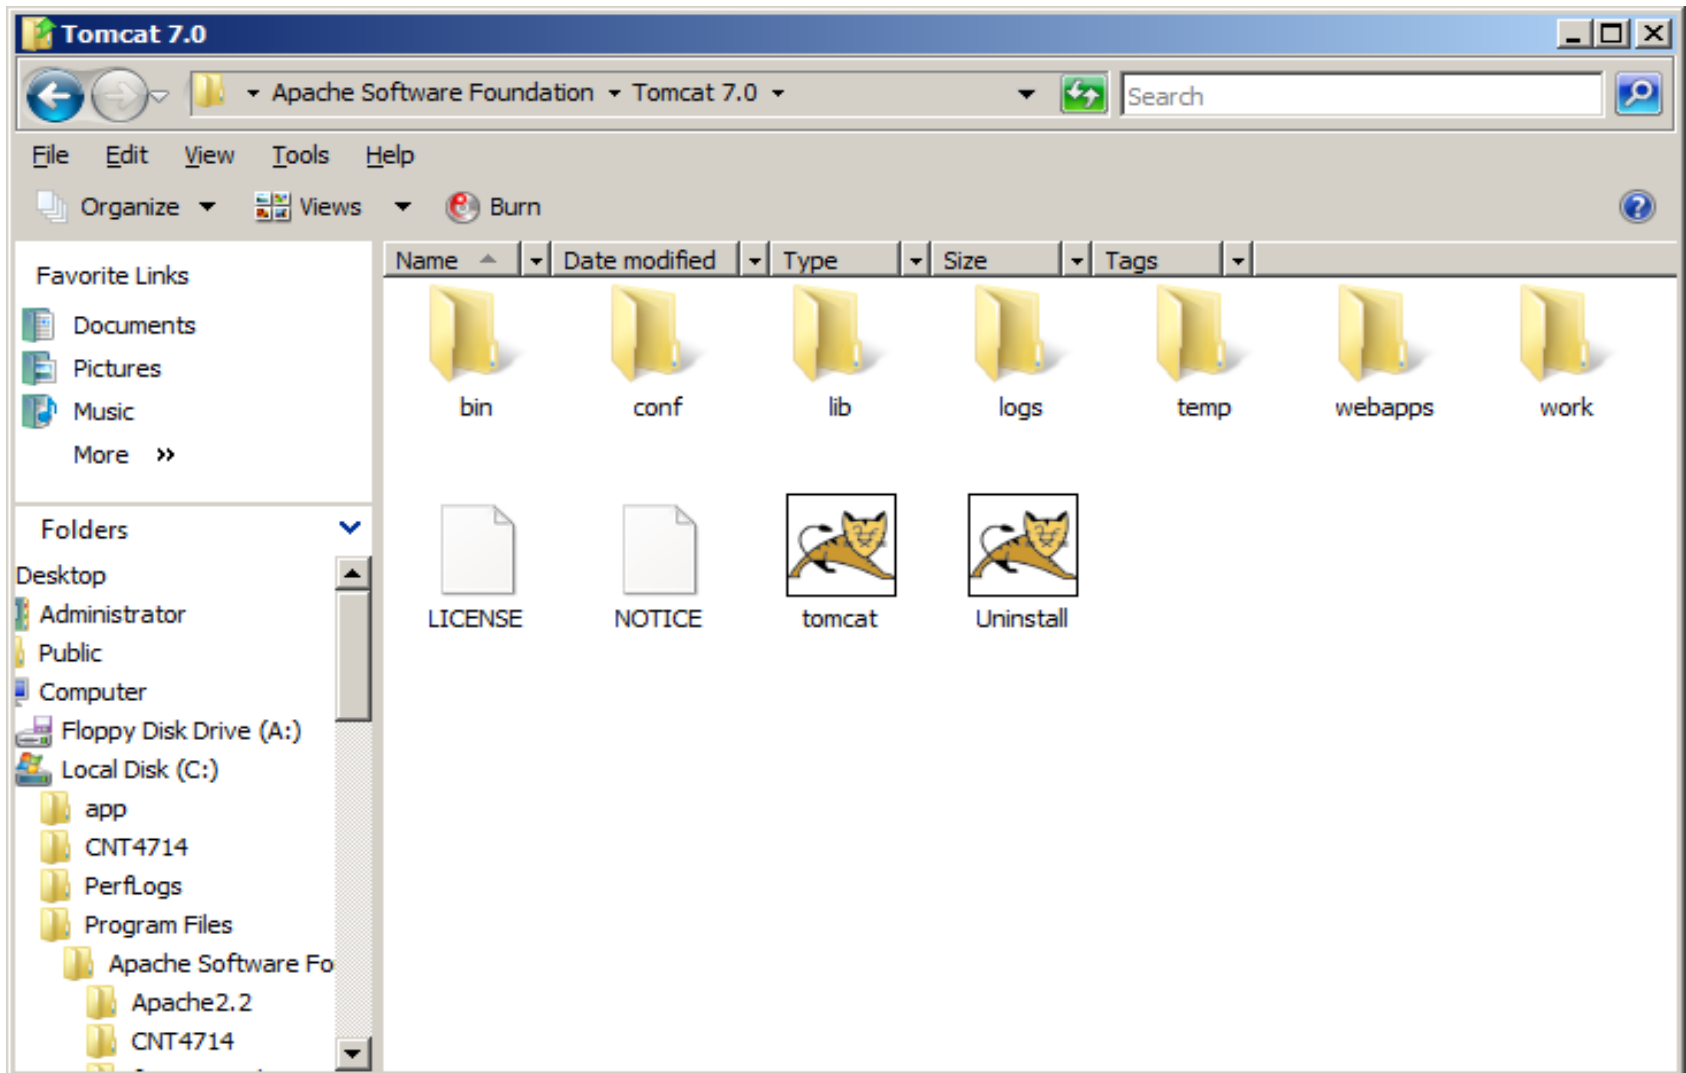 Tomcat 7.0
Apache Software Foundation Tomcat 7.0 Search
File Edit View Tools Help
Organize Views Burn
Favorite Links
Documents
Pictures
Music
More »
Folders
Desktop
Administrator
Public
Computer
Floppy Disk Drive (A:)
Local Disk (C:)
app
CNT4714
PerfLogs
Program Files
Apache Software Fo
Apache2.2
CNT4714
Name Date modified Type Size Tags
bin conf lib logs temp webapps work
LICENSE NOTICE tomcat Uninstall